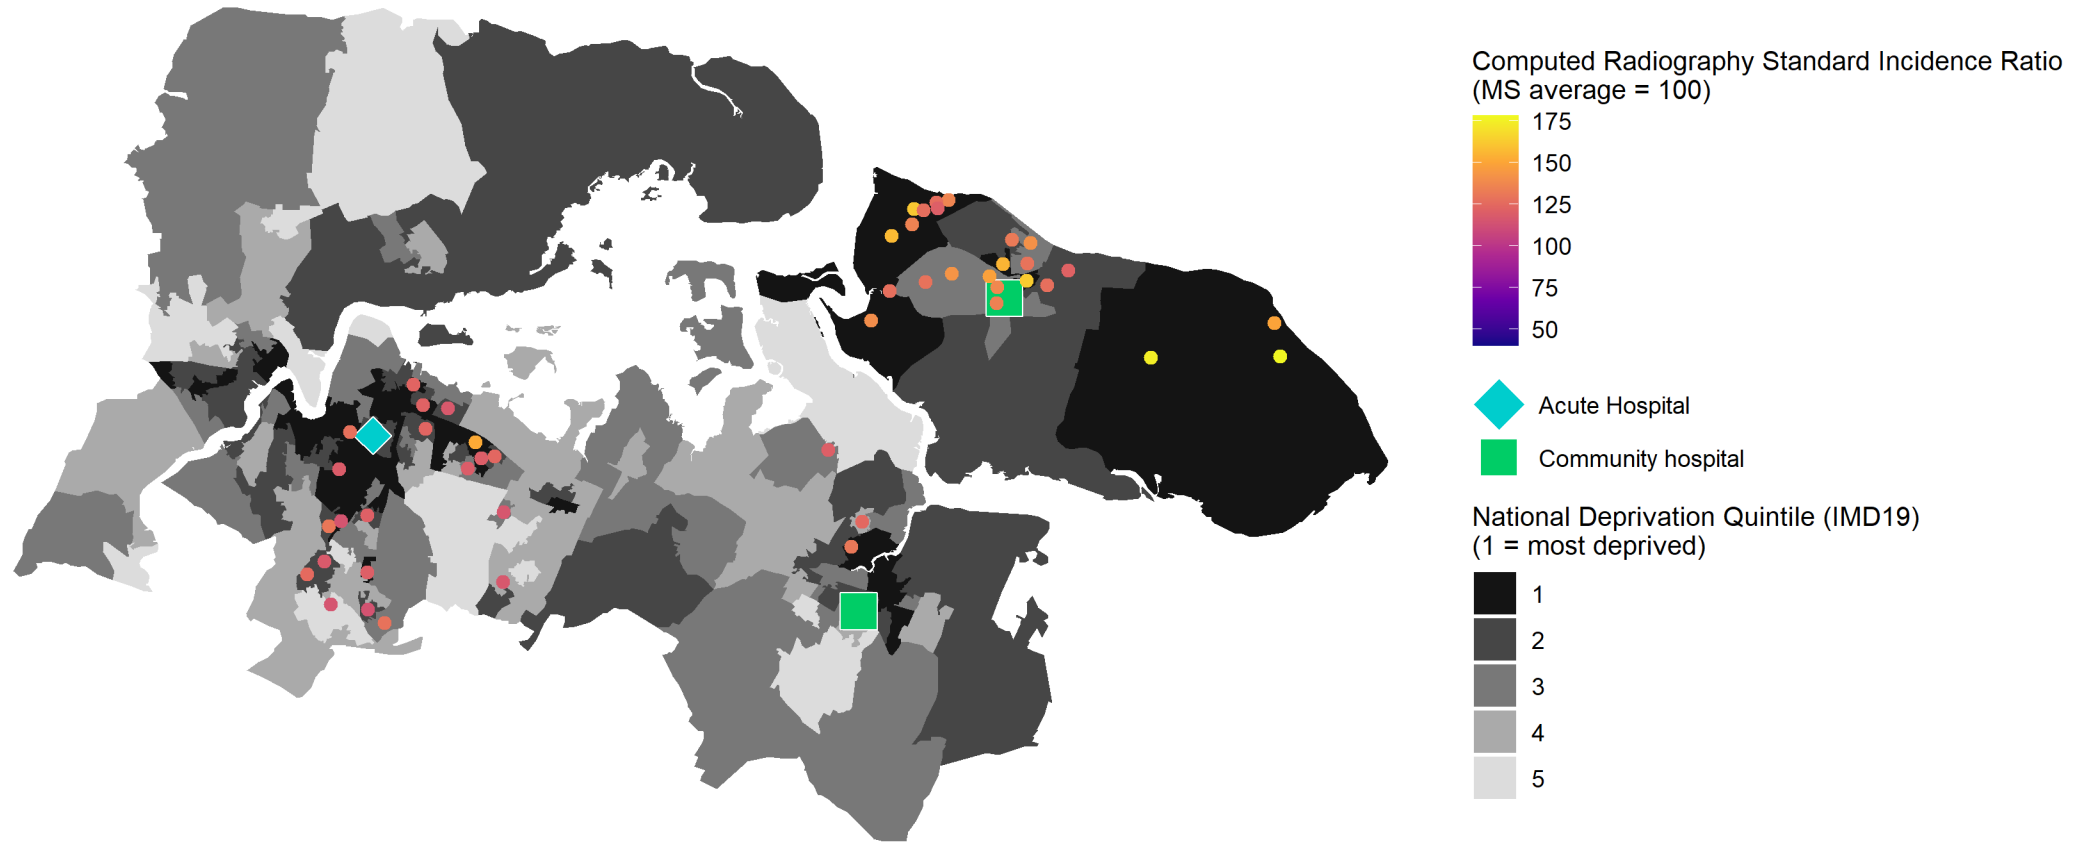 Computed Radiography Standard Incidence Ratio
(MS average = 100)
175
150
125
100
75
50
Acute Hospital
Community hospital
National Deprivation Quintile (IMD19)
(1 = most deprived)
1
2
3
4
5